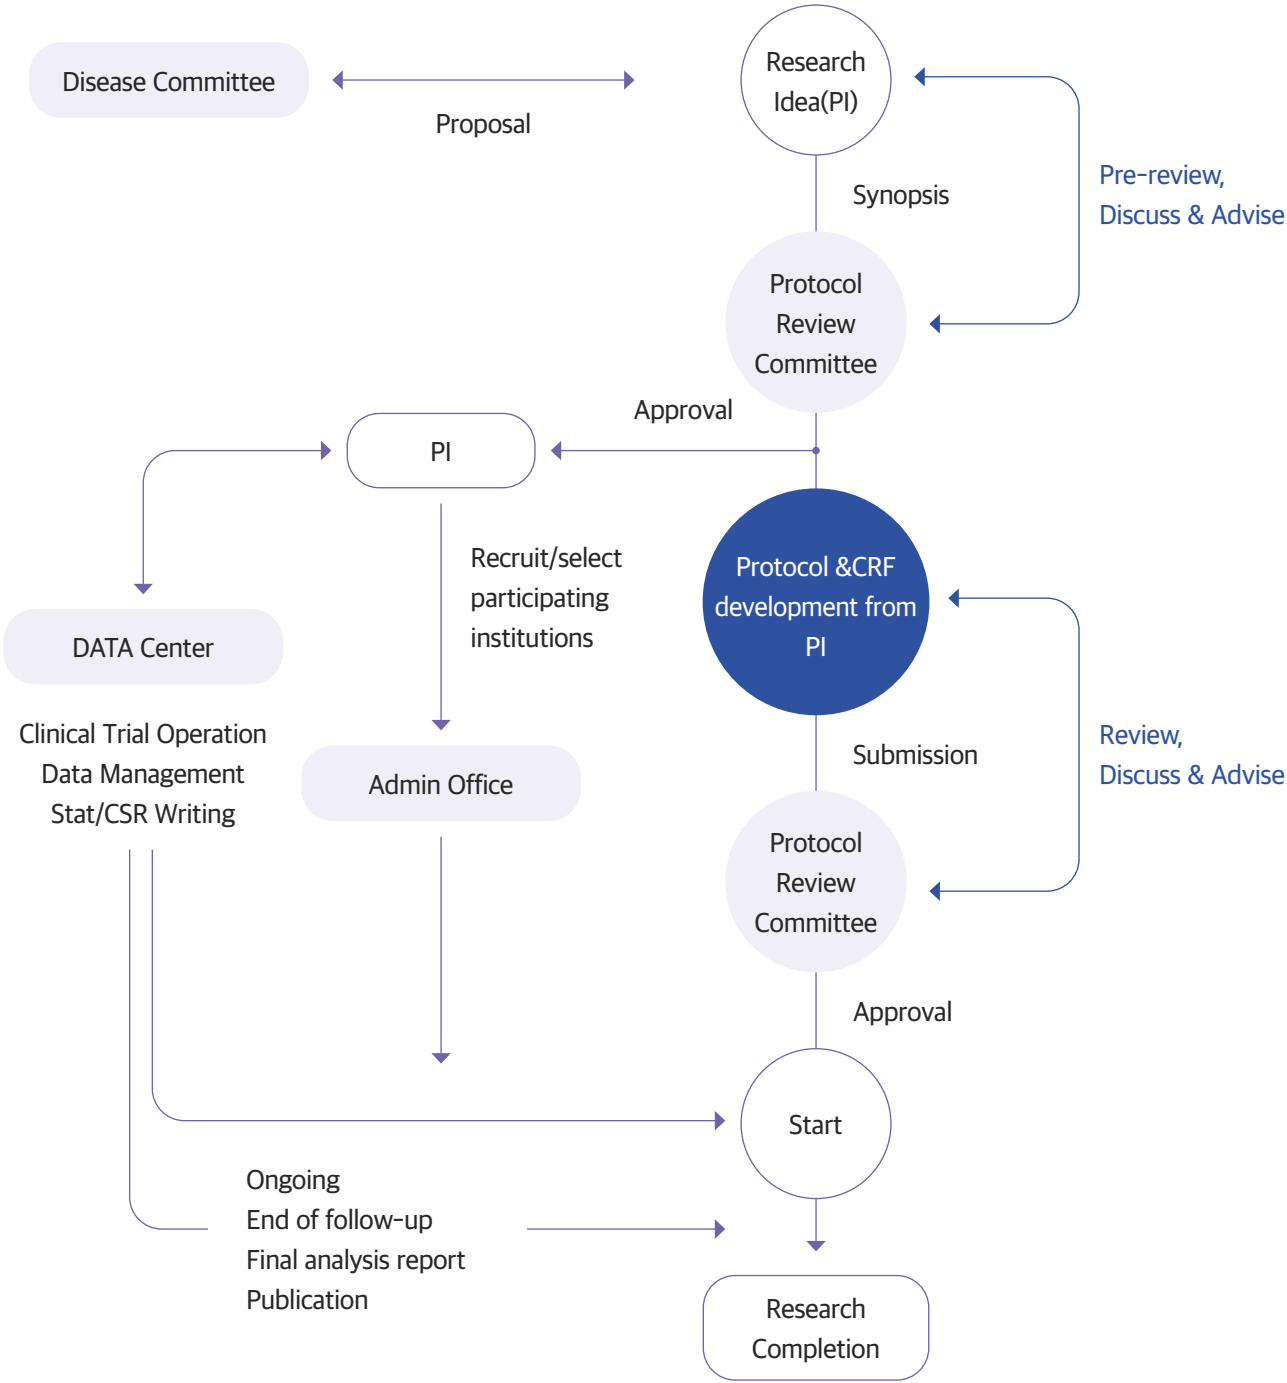 Disease Committee
Proposal
Research
Idea(PI)
Synopsis
Pre-review,
Discuss & Advise
Protocol
Review
Committee
Approval
PI
Recruit/select
participating
institutions
Protocol &CRF
development from
PI
DATA Center
Clinical Trial Operation
Data Management
Stat/CSR Writing
Admin Office
Submission
Review,
Discuss & Advise
Protocol
Review
Committee
Approval
Start
Ongoing
End of follow-up
Final analysis report
Publication
Research
Completion